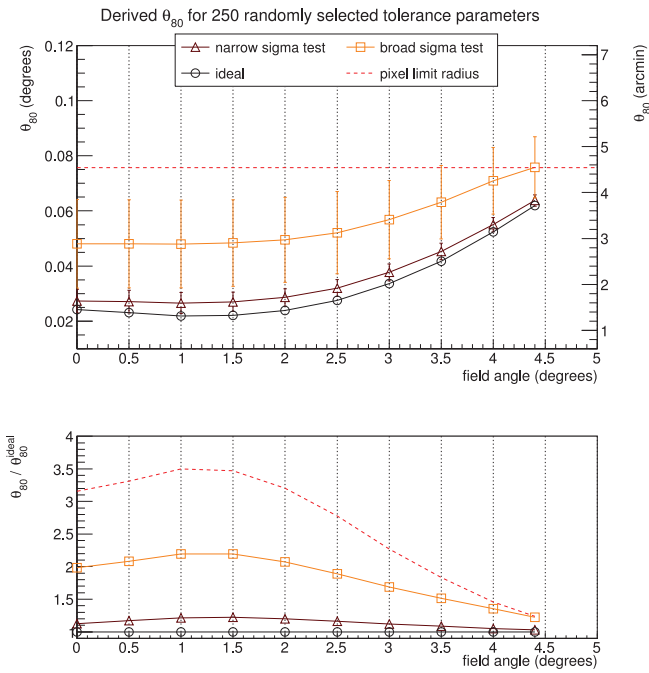 Derived θ80 for 250 randomly selected tolerance parameters
narrow sigma test
broad sigma test
ideal
pixel limit radius
θ80 (degrees)
0.12
0.1
0.08
0.06
0.04
0.02
θ80 (arcmin)
7
6
5
4
3
2
1
0 0.5 1 1.5 2 2.5 3 3.5 4 4.5 5
field angle (degrees)
θ80 / θ80^ideal
4
3.5
3
2.5
2
1.5
1
0 0.5 1 1.5 2 2.5 3 3.5 4 4.5 5
field angle (degrees)